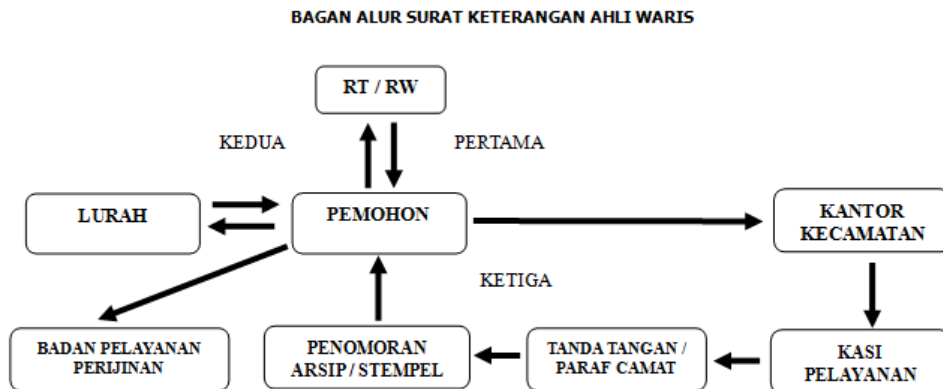 BAGAN ALUR SURAT KETERANGAN AHLI WARIS
RT / RW
KEDUA
PERTAMA
LURAH
PEMOHON
KANTOR
KECAMATAN
KETIGA
BADAN PELAYANAN
PERIJINAN
PENOMORAN
ARSIP / STEMPEL
TANDA TANGAN /
PARAF CAMAT
KASI
PELAYANAN